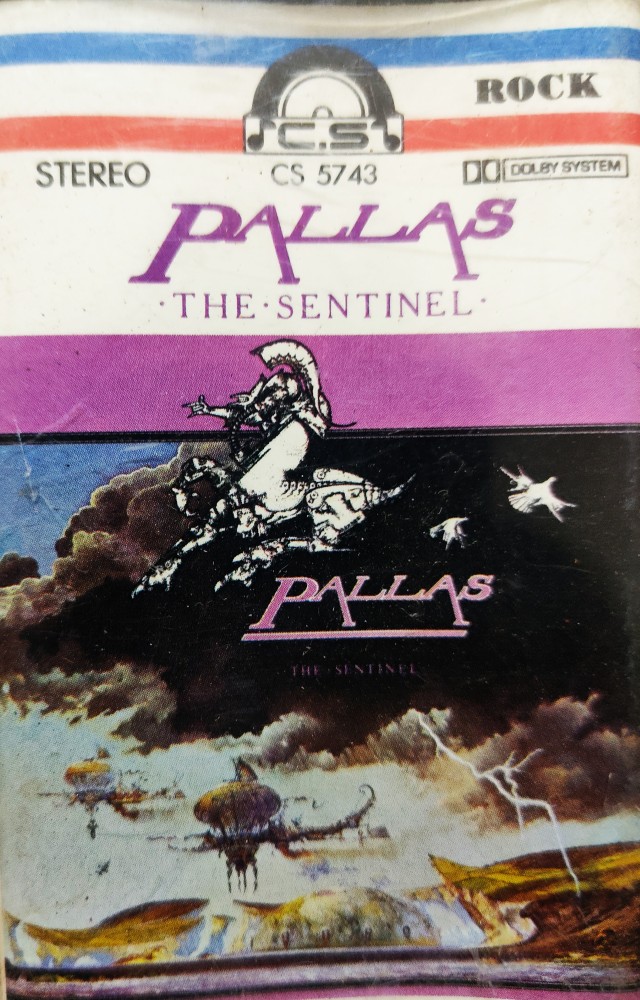 ROCK
C.S.
STEREO
CS 5743
DOLBY SYSTEM
PALLAS
·THE·SENTINEL·
PALLAS
·THE·SENTINEL·